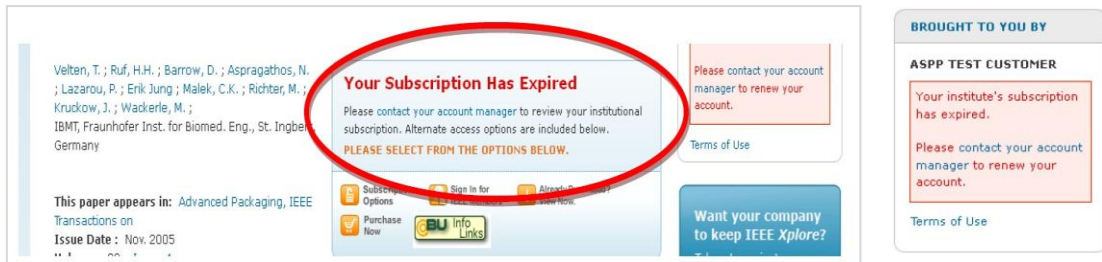 Velten, T. ; Ruf, H.H. ; Barrow, D. ; Aspragathos, N.
; Lazarou, P. ; Erik Jung ; Malek, C.K. ; Richter, M. ;
Kruckow, J. ; Wackerle, M. ;
IBMT, Fraunhofer Inst. for Biomed. Eng., St. Ingbert,
Germany
This paper appears in: Advanced Packaging, IEEE
Transactions on
Issue Date : Nov. 2005
Your Subscription Has Expired
Please contact your account manager to review your institutional
subscription. Alternate access options are included below.
PLEASE SELECT FROM THE OPTIONS BELOW.
Subscription
Options
Sign In for
Purchase
Now
View Now.
BU Info
Links
Please contact your account
manager to renew your
account.
Terms of Use
Want your company
to keep IEEE Xplore?
BROUGHT TO YOU BY
ASPP TEST CUSTOMER
Your institute's subscription
has expired.
Please contact your account
manager to renew your
account.
Terms of Use